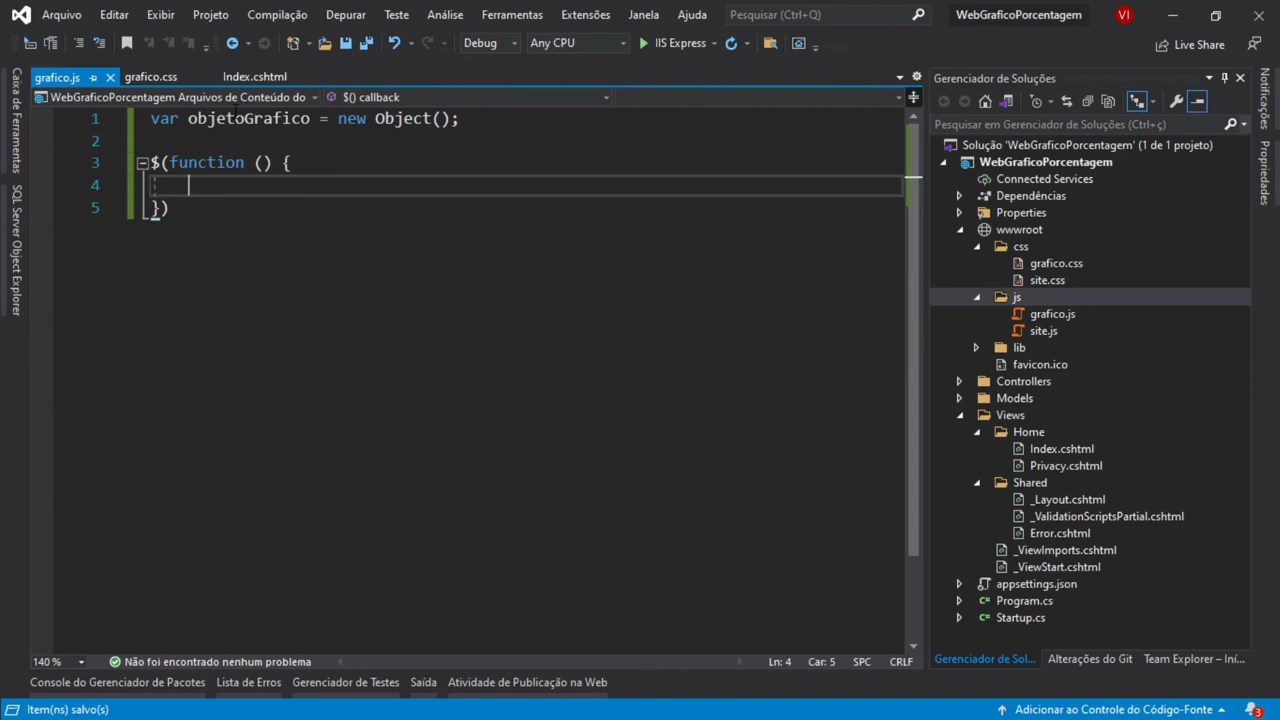 Arquivo Editar Exibir Projeto Compilação Depurar Teste Análise Ferramentas Extensões Janela Ajuda Pesquisar (Ctrl+Q) WebGraficoPorcentagem VI
Debug Any CPU IIS Express Live Share
grafico.js grafico.css Index.cshtml
WebGraficoPorcentagem Arquivos de Conteúdo do $() callback
1 var objetoGrafico = new Object();
2
3 $(function () {
4
5 })
140 % Não foi encontrado nenhum problema Ln: 4 Car: 5 SPC CRLF
Caixa de Ferramentas
SQL Server Object Explorer
Gerenciador de Soluções
Pesquisar em Gerenciador de Soluções (Ctrl+ç)
Solução 'WebGraficoPorcentagem' (1 de 1 projeto)
WebGraficoPorcentagem
Connected Services
Dependências
Properties
wwwroot
css
grafico.css
site.css
js
grafico.js
site.js
lib
favicon.ico
Controllers
Models
Views
Home
Index.cshtml
Privacy.cshtml
Shared
_Layout.cshtml
_ValidationScriptsPartial.cshtml
Error.cshtml
_ViewImports.cshtml
_ViewStart.cshtml
appsettings.json
Program.cs
Startup.cs
Gerenciador de Sol... Alterações do Git Team Explorer – Iní...
Notificações
Propriedades
Console do Gerenciador de Pacotes Lista de Erros Gerenciador de Testes Saída Atividade de Publicação na Web
Item(ns) salvo(s) Adicionar ao Controle do Código-Fonte 3